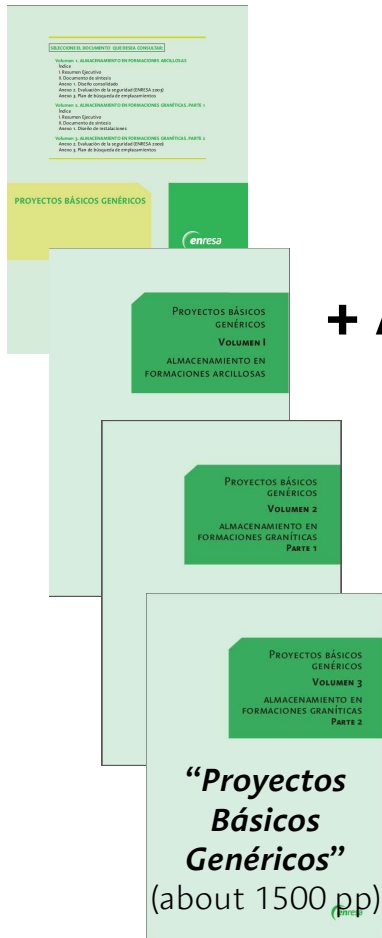 SELECCIONE EL DOCUMENTO QUE DESEA CONSULTAR:
Volumen 1. ALMACENAMIENTO EN FORMACIONES ARCILLOSAS
Índice
I. Resumen Ejecutivo
II. Documento de síntesis
Anexo 1. Diseño consolidado
Anexo 2. Evaluación de la seguridad (ENRESA 2003)
Anexo 3. Plan de búsqueda de emplazamientos
Volumen 2. ALMACENAMIENTO EN FORMACIONES GRANÍTICAS. PARTE 1
Índice
I. Resumen Ejecutivo
II. Documento de síntesis
Anexo 1. Diseño de instalaciones
Volumen 3. ALMACENAMIENTO EN FORMACIONES GRANÍTICAS. PARTE 2
Anexo 2. Evaluación de la seguridad (ENRESA 2000)
Anexo 3. Plan de búsqueda de emplazamientos
PROYECTOS BÁSICOS GENÉRICOS
enresa
PROYECTOS BÁSICOS
GENÉRICOS
VOLUMEN I
ALMACENAMIENTO EN
FORMACIONES ARCILLOSAS
+
PROYECTOS BÁSICOS
GENÉRICOS
VOLUMEN 2
ALMACENAMIENTO EN
FORMACIONES GRANÍTICAS
PARTE 1
PROYECTOS BÁSICOS
GENÉRICOS
VOLUMEN 3
ALMACENAMIENTO EN
FORMACIONES GRANÍTICAS
PARTE 2
“Proyectos
Básicos
Genéricos”
(about 1500 pp)
enresa